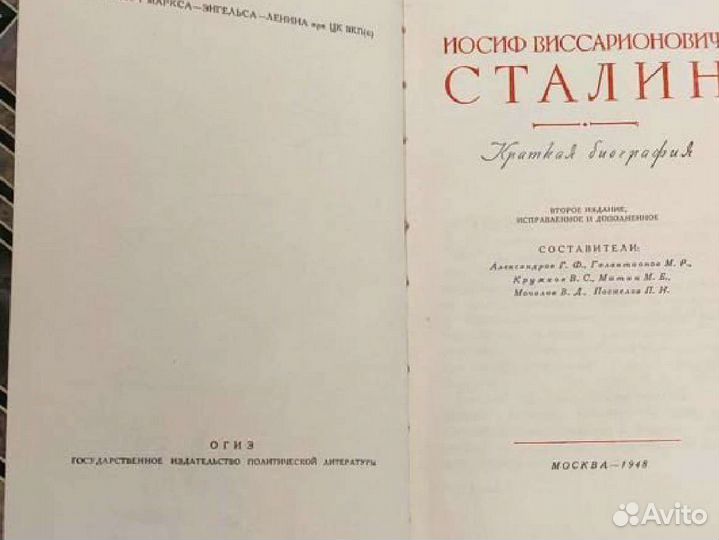 МАРКСА—ЭНГЕЛЬСА—ЛЕНИНА при ЦК ВКП(б)
ОГИЗ
ГОСУДАРСТВЕННОЕ ИЗДАТЕЛЬСТВО ПОЛИТИЧЕСКОЙ ЛИТЕРАТУРЫ
ИОСИФ ВИССАРИОНОВИЧ
СТАЛИН
Краткая биография
ВТОРОЕ ИЗДАНИЕ,
ИСПРАВЛЕННОЕ И ДОПОЛНЕННОЕ
СОСТАВИТЕЛИ:
Александров Г. Ф., Галактионов М. Р.,
Кружков В. С., Митин М. Б.,
Мочалов В. Д., Поспелов П. Н.
МОСКВА—1948
Avito